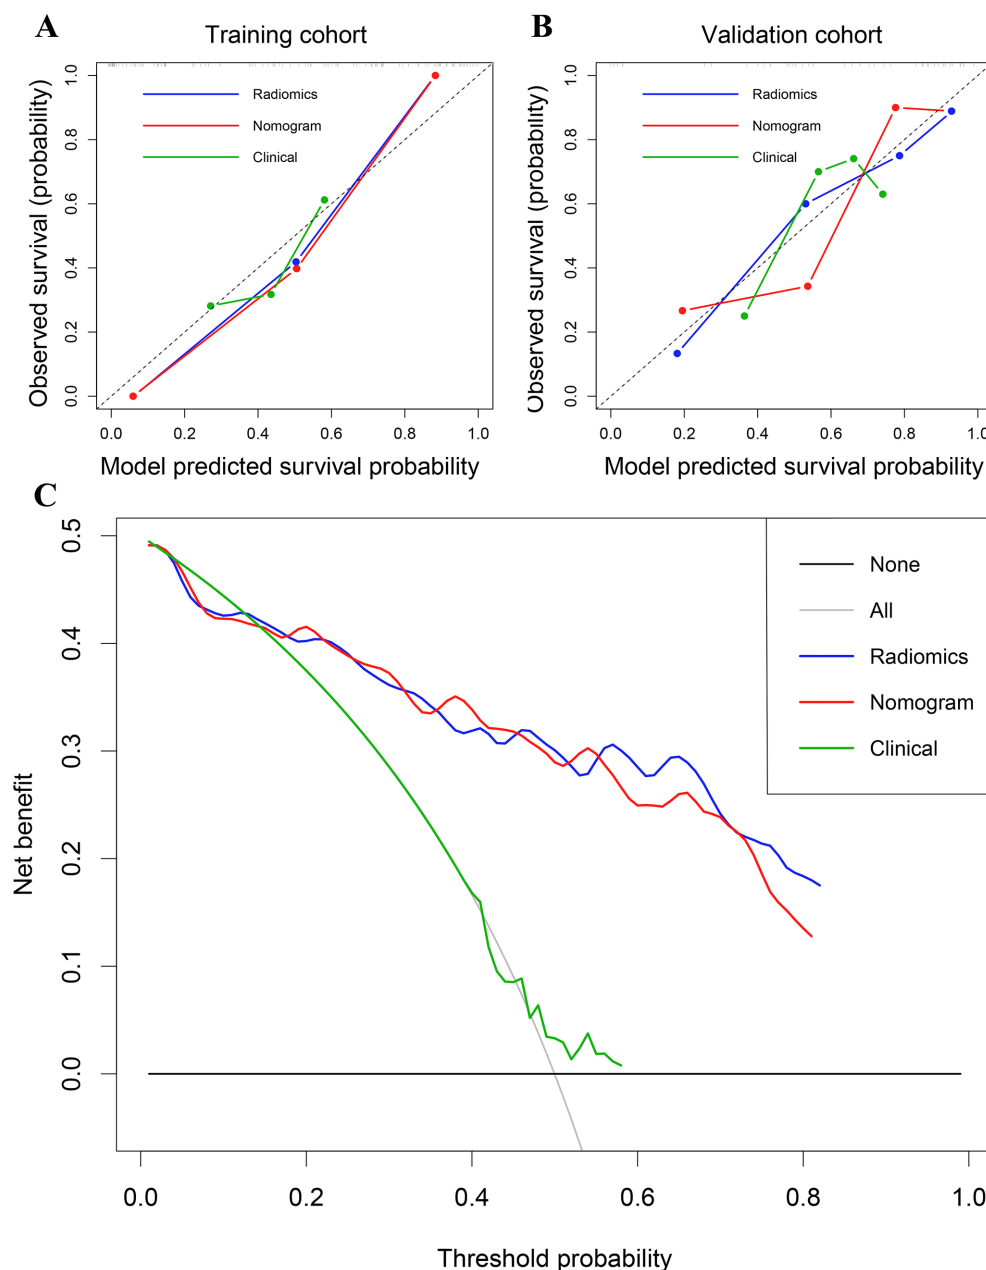 A
Training cohort
Observed survival (probability)
1.0
0.8
0.6
0.4
0.2
0.0
Radiomics
Nomogram
Clinical
0.0 0.2 0.4 0.6 0.8 1.0
Model predicted survival probability
B
Validation cohort
Observed survival (probability)
1.0
0.8
0.6
0.4
0.2
0.0
Radiomics
Nomogram
Clinical
0.0 0.2 0.4 0.6 0.8 1.0
Model predicted survival probability
C
Net benefit
0.5
0.4
0.3
0.2
0.1
0.0
None
All
Radiomics
Nomogram
Clinical
0.0 0.2 0.4 0.6 0.8 1.0
Threshold probability